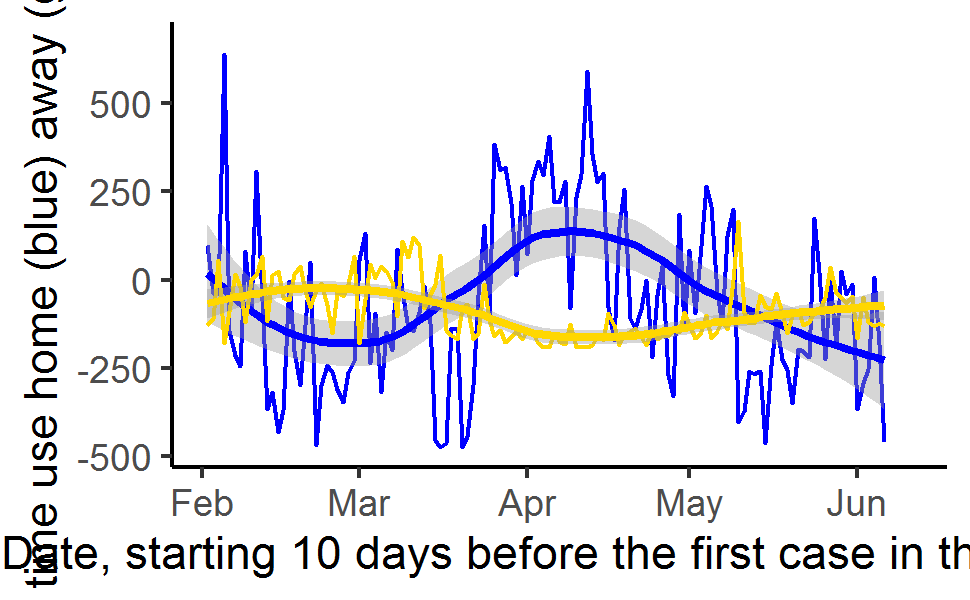 time use home (blue) away (
500
250
0
-250
-500
Feb Mar Apr May Jun
Date, starting 10 days before the first case in th